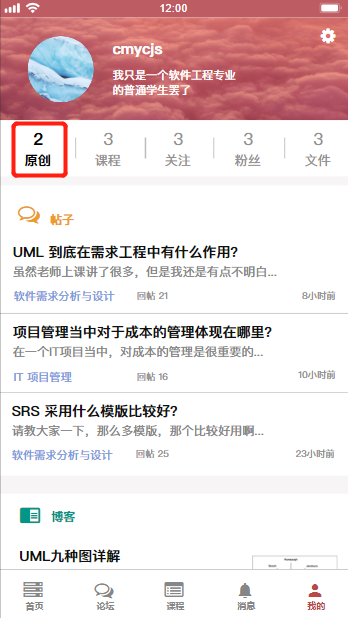 12:00
cmycjs
我只是一个软件工程专业
的普通学生罢了
2 3 3 3 3
原创 课程 关注 粉丝 文件
帖子
UML 到底在需求工程中有什么作用?
虽然老师上课讲了很多，但是我还是有点不明白...
软件需求分析与设计 回帖 21 8小时前
项目管理当中对于成本的管理体现在哪里?
在一个IT项目当中，对成本的管理是很重要的...
IT 项目管理 回帖 16 10小时前
SRS 采用什么模版比较好?
请教大家一下，那么多模版，那个比较好用啊...
软件需求分析与设计 回帖 25 23小时前
博客
UML九种图详解
首页 论坛 课程 消息 我的